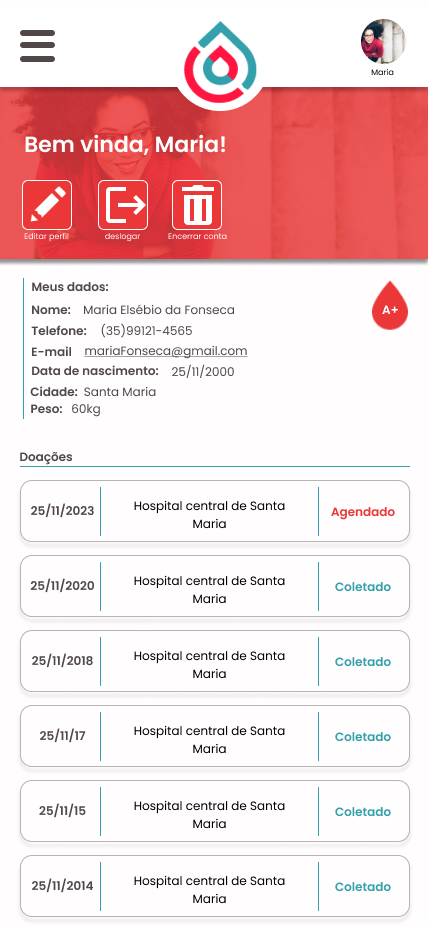 Maria
Bem vinda, Maria!
Editar perfil
deslogar
Encerrar conta
Meus dados:
Nome: Maria Elsébio da Fonseca
A+
Telefone: (35)99121-4565
E-mail mariaFonseca@gmail.com
Data de nascimento: 25/11/2000
Cidade: Santa Maria
Peso: 60kg
Doações
25/11/2023
Hospital central de Santa
Maria
Agendado
25/11/2020
Hospital central de Santa
Maria
Coletado
25/11/2018
Hospital central de Santa
Maria
Coletado
25/11/17
Hospital central de Santa
Maria
Coletado
25/11/15
Hospital central de Santa
Maria
Coletado
25/11/2014
Hospital central de Santa
Maria
Coletado